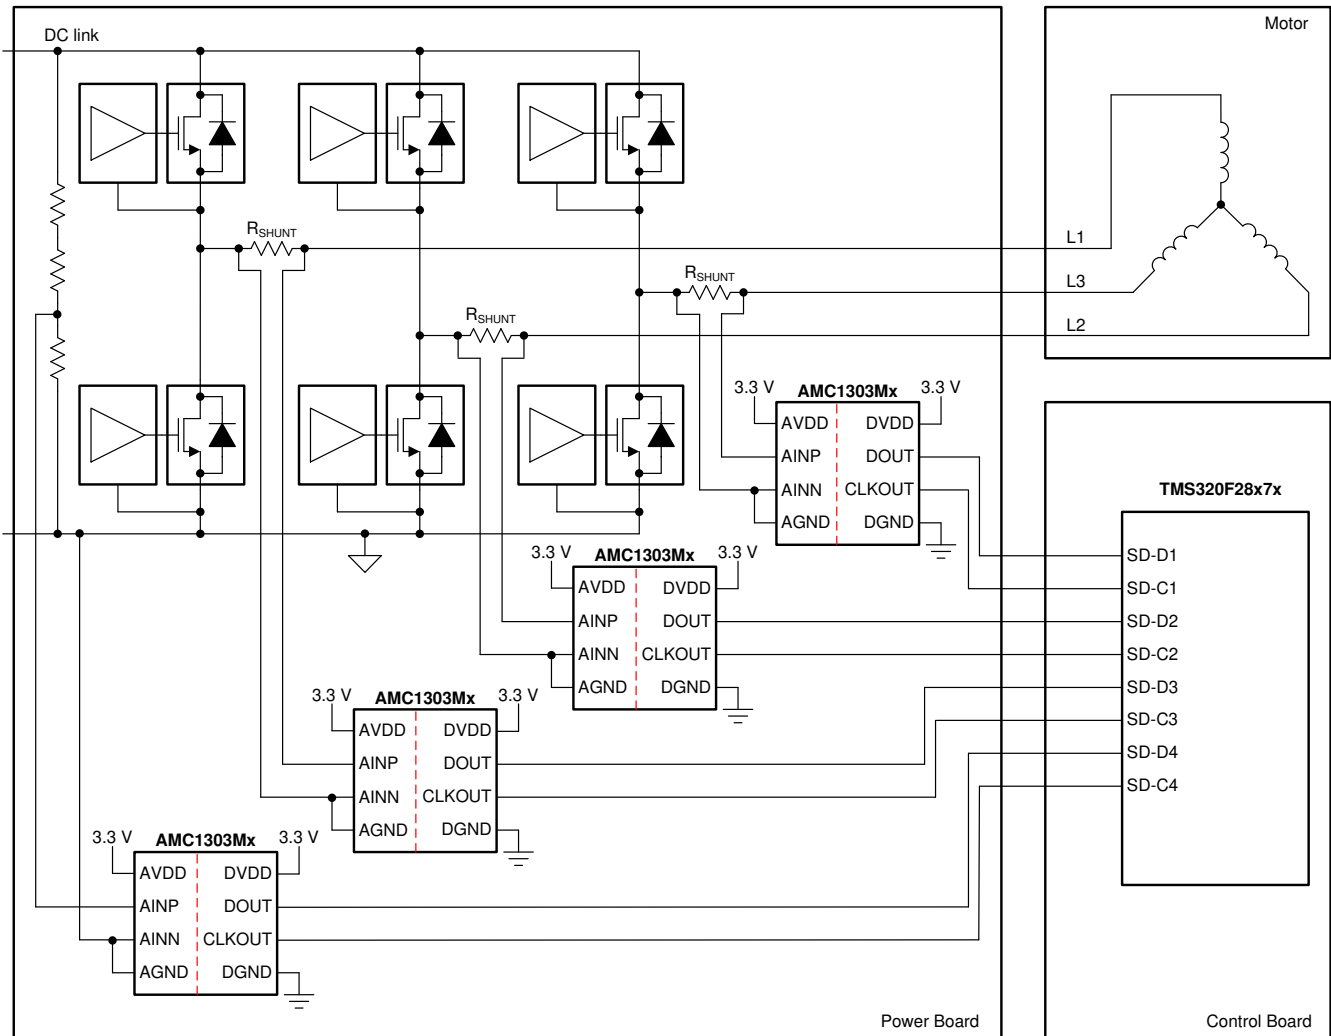 DC link
Motor
R_SHUNT
L1
R_SHUNT
L3
R_SHUNT
L2
3.3 V
AMC1303Mx
3.3 V
AVDD DVDD
AINP DOUT
AINN CLKOUT
AGND DGND
TMS320F28x7x
SD-D1
SD-C1
SD-D2
SD-C2
SD-D3
SD-C3
SD-D4
SD-C4
3.3 V
AMC1303Mx
3.3 V
AVDD DVDD
AINP DOUT
AINN CLKOUT
AGND DGND
3.3 V
AMC1303Mx
3.3 V
AVDD DVDD
AINP DOUT
AINN CLKOUT
AGND DGND
3.3 V
AMC1303Mx
3.3 V
AVDD DVDD
AINP DOUT
AINN CLKOUT
AGND DGND
Power Board
Control Board